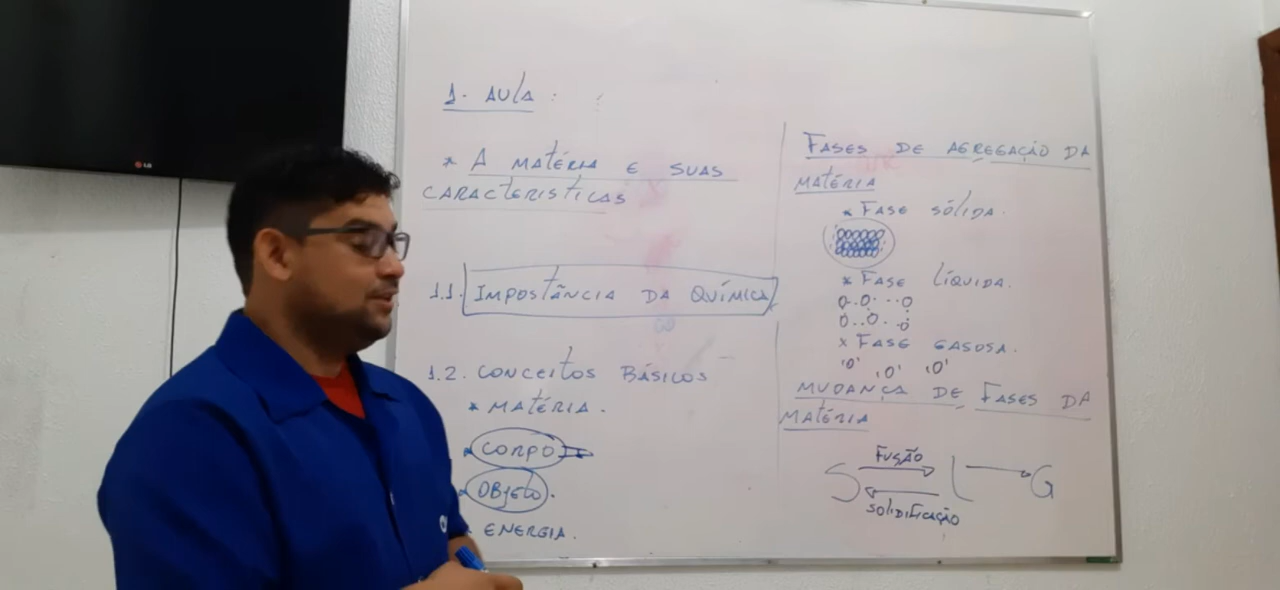 LG
1. AULA:
* A MATÉRIA E SUAS
CARACTERISTICAS
1.1. IMPOSTÂNCIA DA QUÍMICA
1.2. CONCEITOS BÁSICOS
* MATÉRIA.
* CORPO
* OBJETO.
* ENERGIA.
FASES DE AGREGAÇÃO DA
MATÉRIA
* FASE SÓLIDA.
* FASE LÍQUIDA.
* FASE GASOSA.
MUDANÇA DE FASES DA
MATÉRIA
FUSÃO
S L G
SOLIDIFICAÇÃO